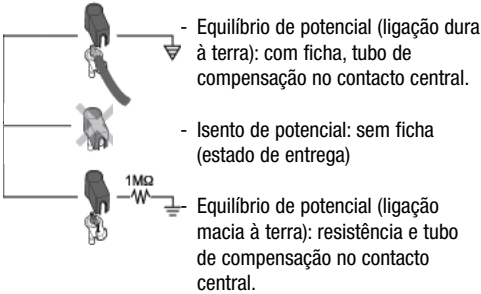 - Equilíbrio de potencial (ligação dura
à terra): com ficha, tubo de
compensação no contacto central.
- Isento de potencial: sem ficha
(estado de entrega)
1MΩ
- Equilíbrio de potencial (ligação
macia à terra): resistência e tubo
de compensação no contacto
central.